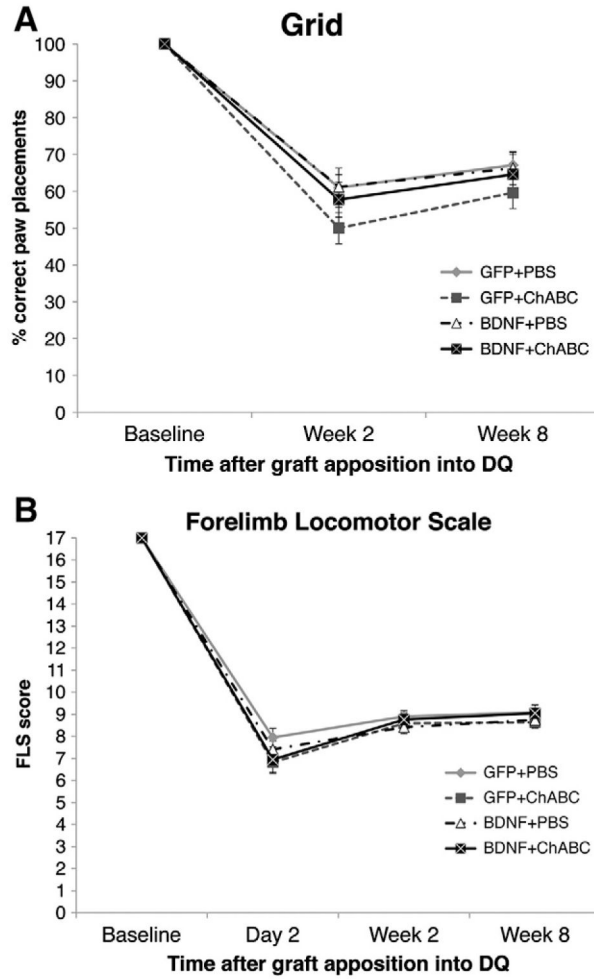 A
Grid
100
90
80
70
60
50
40
30
20
10
0
% correct paw placements
GFP+PBS
GFP+ChABC
BDNF+PBS
BDNF+ChABC
Baseline Week 2 Week 8
Time after graft apposition into DQ
B
Forelimb Locomotor Scale
17
16
15
14
13
12
11
10
9
8
7
6
5
4
3
2
1
0
FLS score
GFP+PBS
GFP+ChABC
BDNF+PBS
BDNF+ChABC
Baseline Day 2 Week 2 Week 8
Time after graft apposition into DQ